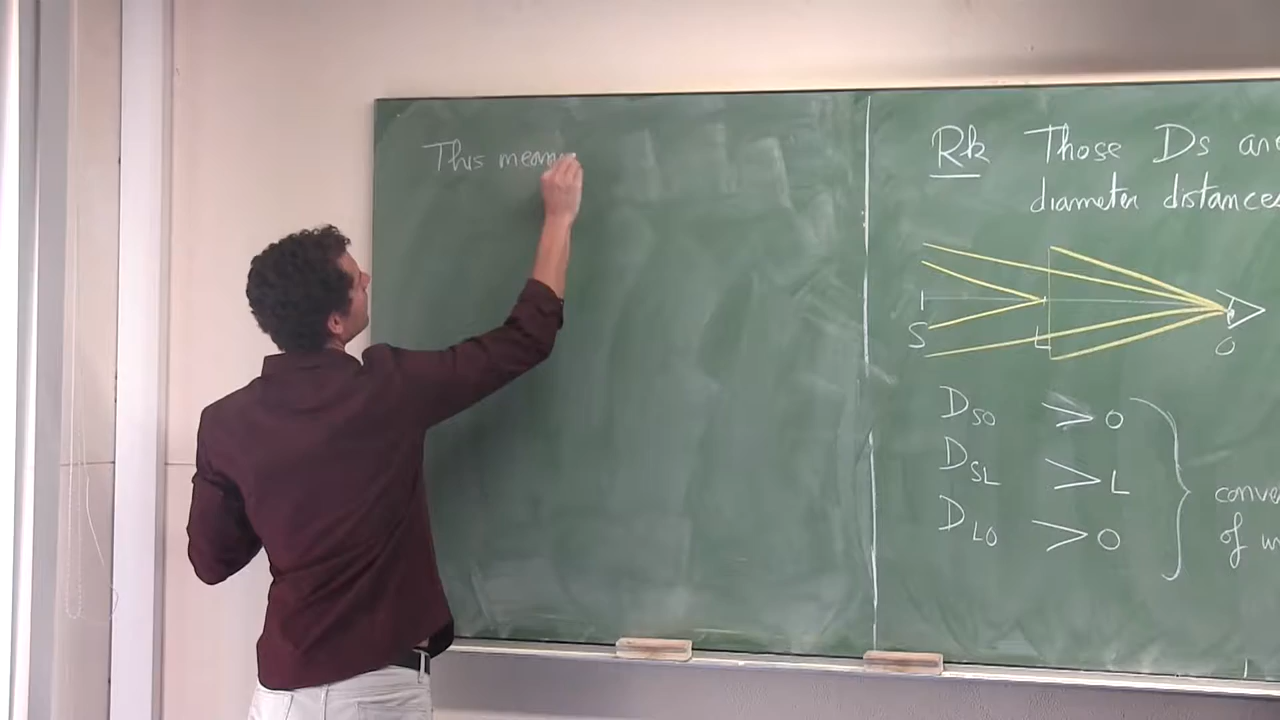 This mean
Rk Those Ds are
diameter distances
S L O
D_SO > O
D_SL > L
D_LO > O
conve
of